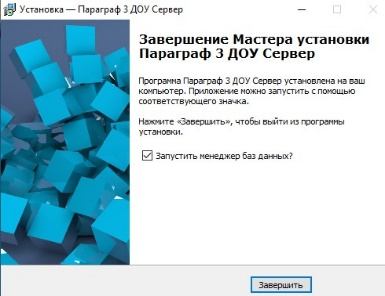 Установка — Параграф 3 ДОУ Сервер
Завершение Мастера установки
Параграф 3 ДОУ Сервер
Программа Параграф 3 ДОУ Сервер установлена на ваш
компьютер. Приложение можно запустить с помощью
соответствующего значка.
Нажмите «Завершить», чтобы выйти из программы
установки.
Запустить менеджер баз данных?
Завершить